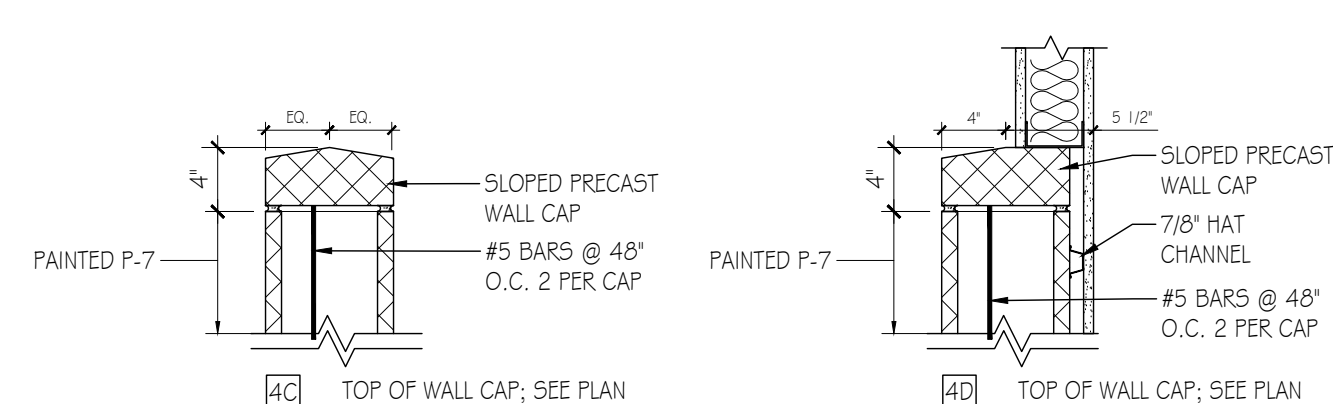 EQ. EQ.
4"
SLOPED PRECAST
WALL CAP
#5 BARS @ 48"
O.C. 2 PER CAP
PAINTED P-7
4C TOP OF WALL CAP; SEE PLAN
4" 5 1/2"
4"
SLOPED PRECAST
WALL CAP
7/8" HAT
CHANNEL
PAINTED P-7
#5 BARS @ 48"
O.C. 2 PER CAP
4D TOP OF WALL CAP; SEE PLAN